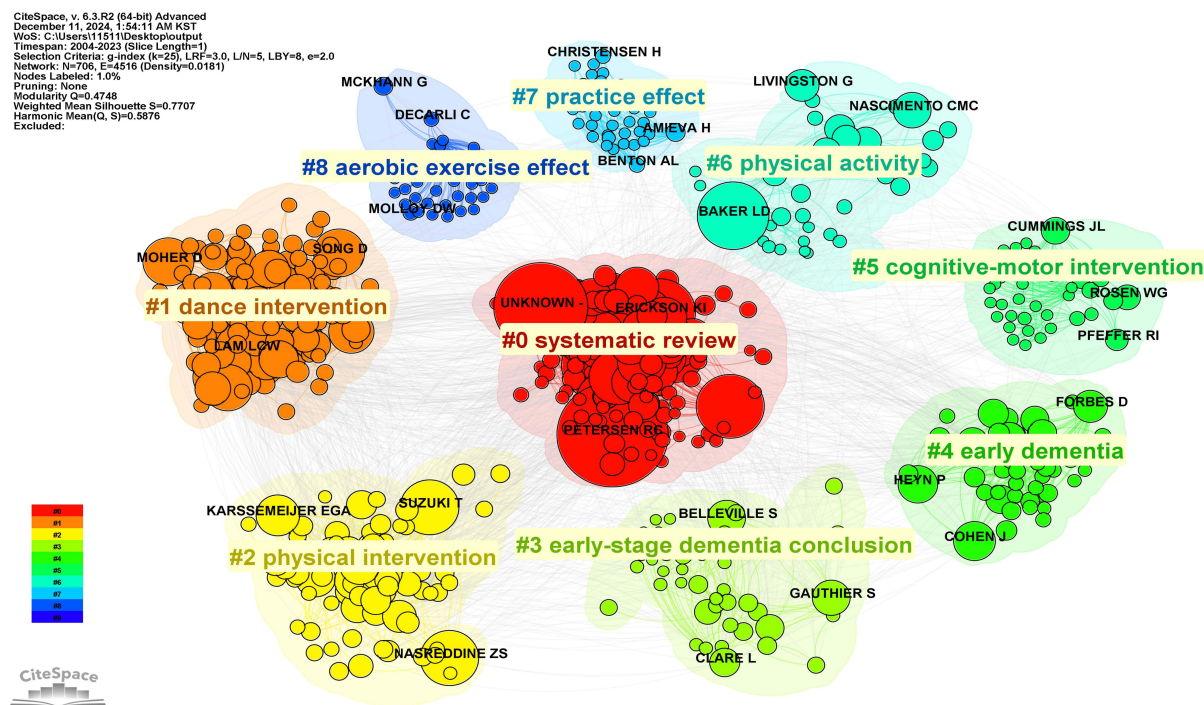 CiteSpace, v. 6.3.R2 (64-bit) Advanced
December 11, 2024, 1:54:11 AM KST
WoS: C:\Users\11511\Desktop\output
Timespan: 2004-2023 (Slice Length=1)
Selection Criteria: g-index (k=25), LRF=3.0, L/N=5, LBY=8, e=2.0
Network: N=706, E=4516 (Density=0.0181)
Nodes Labeled: 1.0%
Pruning: None
Modularity Q=0.4748
Weighted Mean Silhouette S=0.7707
Harmonic Mean(Q, S)=0.5876
Excluded:
CHRISTENSEN H
MCKHANN G
LIVINGSTON G
#7 practice effect
NASCIMENTO CMC
DECARLI C
AMIEVA H
BENTON AL
#6 physical activity
#8 aerobic exercise effect
MOLLOY DW
BAKER LD
CUMMINGS JL
SONG D
MOHER D
#5 cognitive-motor intervention
ROSEN WG
#1 dance intervention
UNKNOWN -
ERICKSON KI
PFEFFER RI
#0 systematic review
LAM LCW
FORBES D
PETERSEN RC
#4 early dementia
HEYN P
SUZUKI T
KARSSEMEIJER EGA
BELLEVILLE S
COHEN J
#3 early-stage dementia conclusion
#2 physical intervention
GAUTHIER S
NASREDDINE ZS
CLARE L
#0
#1
#2
#3
#4
#5
#6
#7
#8
#9
CiteSpace